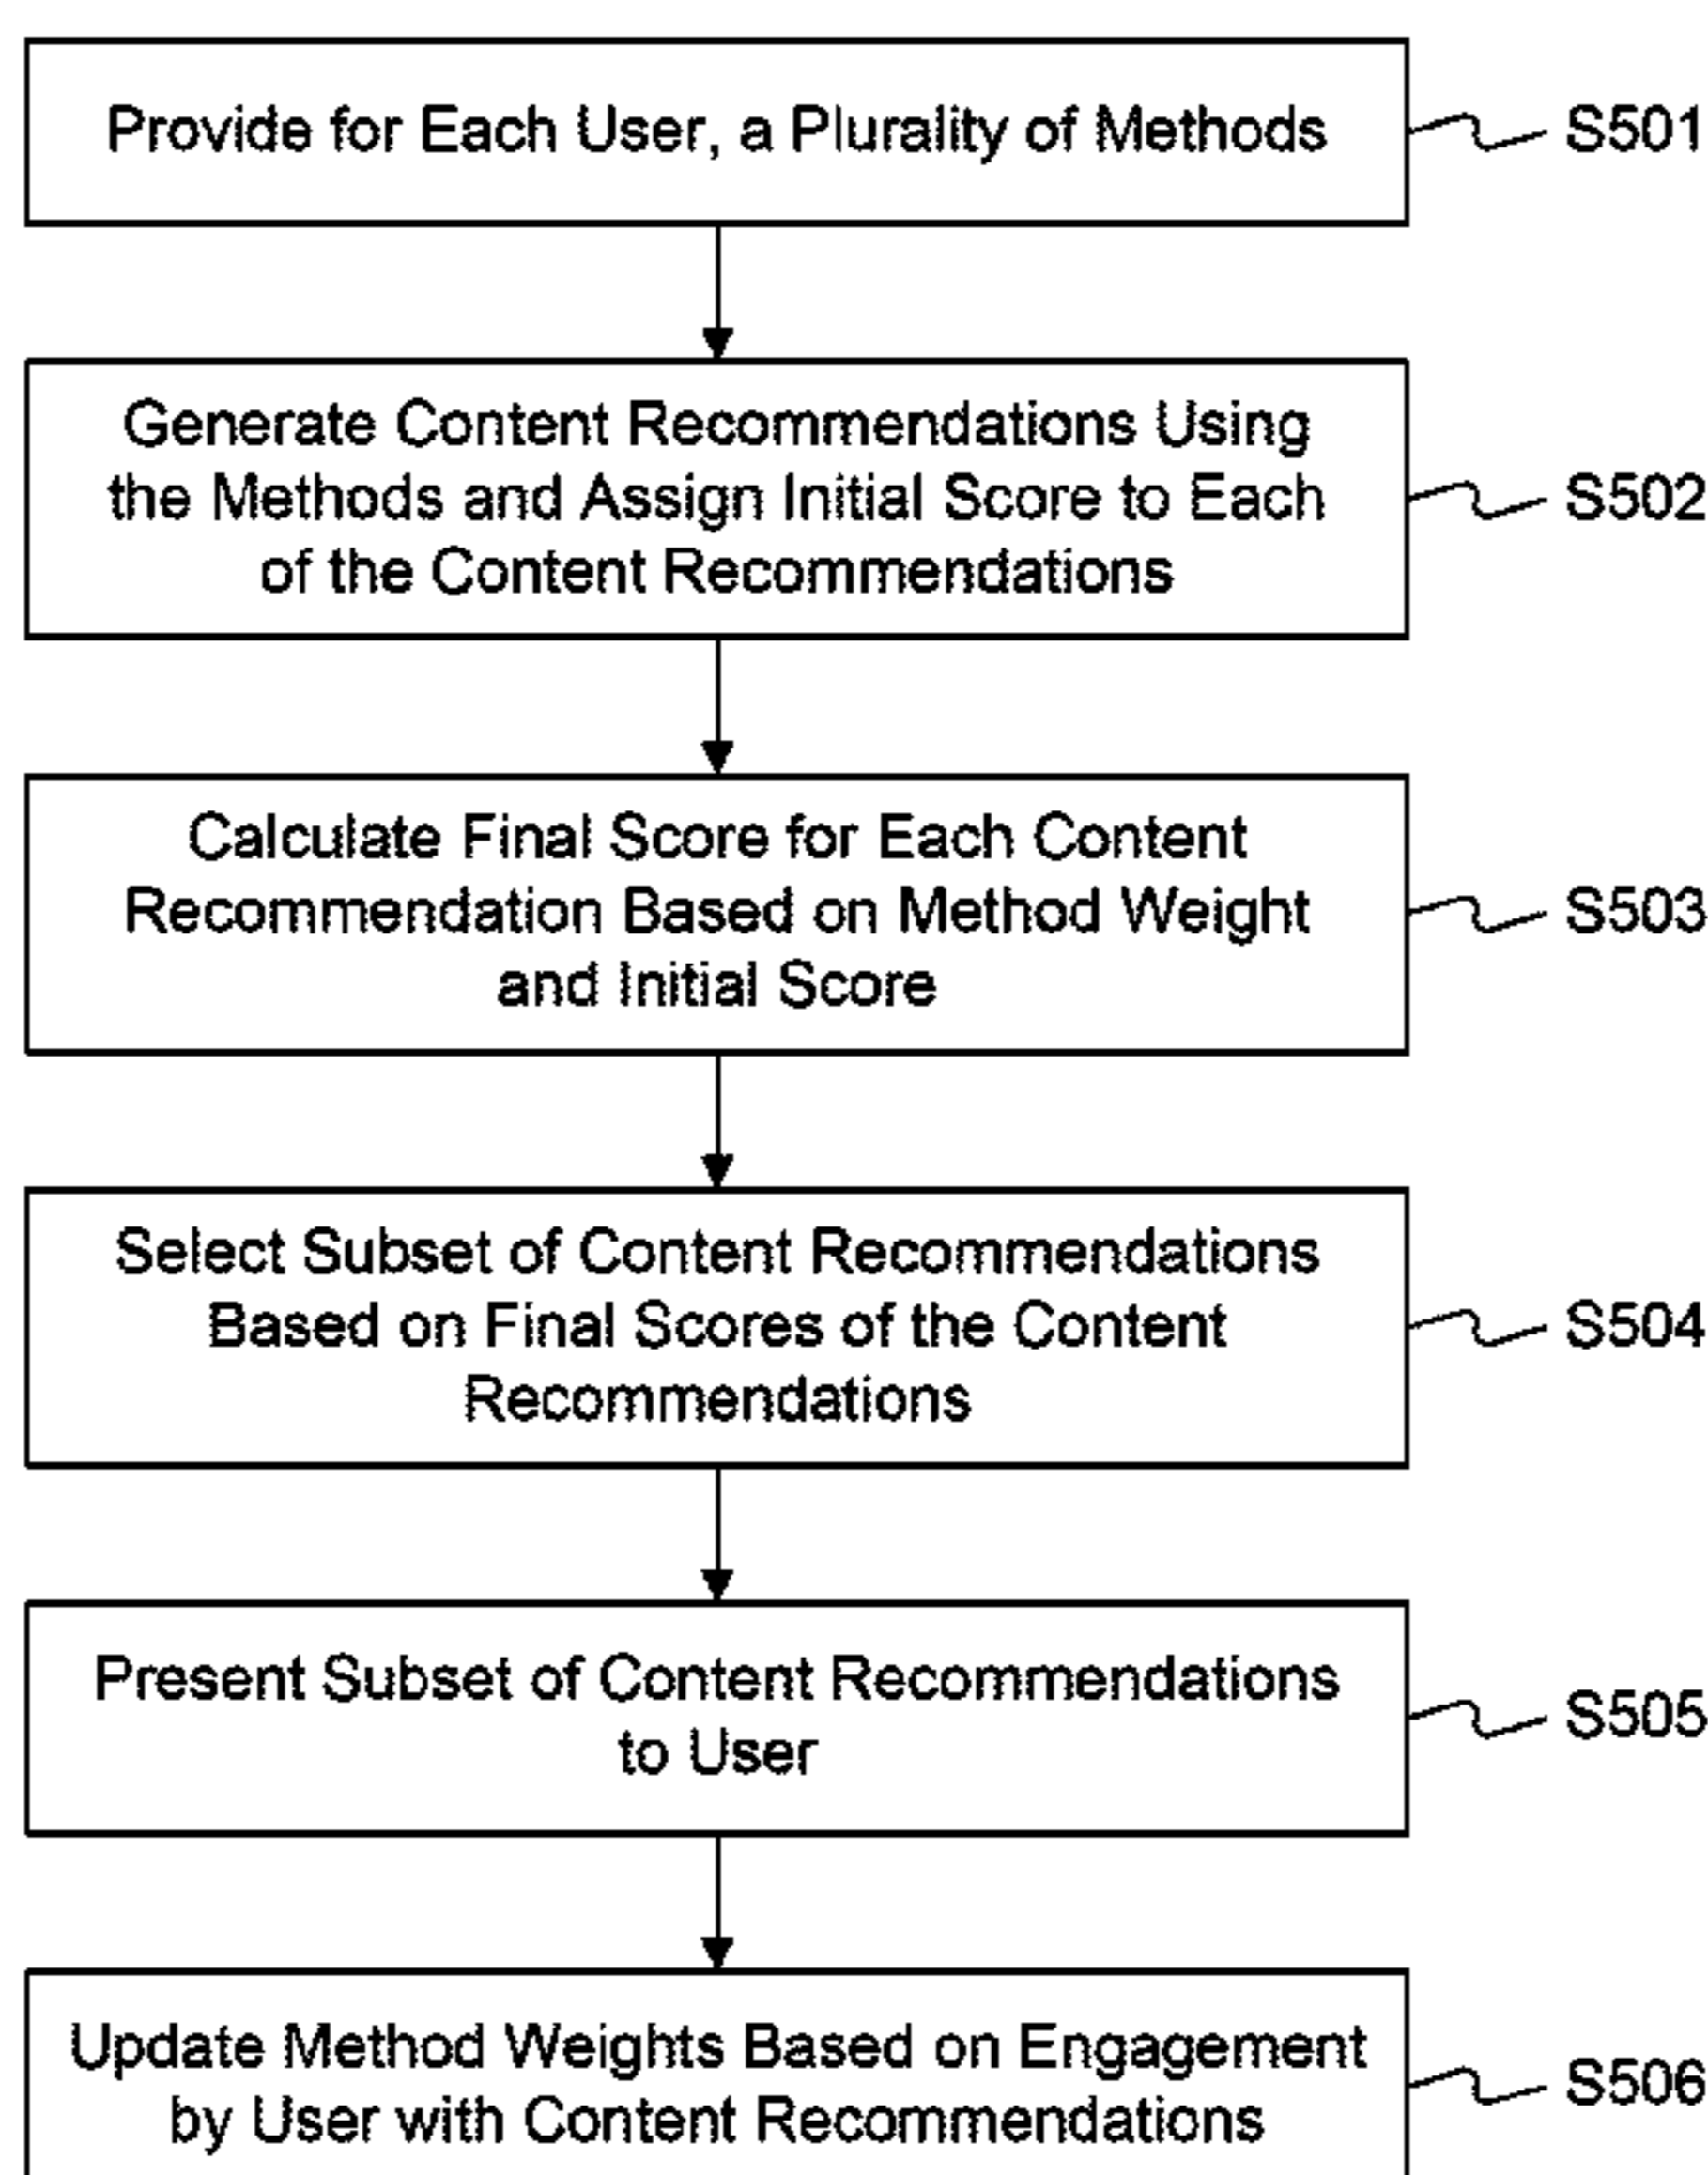 Provide for Each User, a Plurality of Methods
S501
Generate Content Recommendations Using
the Methods and Assign Initial Score to Each
of the Content Recommendations
S502
Calculate Final Score for Each Content
Recommendation Based on Method Weight
and Initial Score
S503
Select Subset of Content Recommendations
Based on Final Scores of the Content
Recommendations
S504
Present Subset of Content Recommendations
to User
S505
Update Method Weights Based on Engagement
by User with Content Recommendations
S506